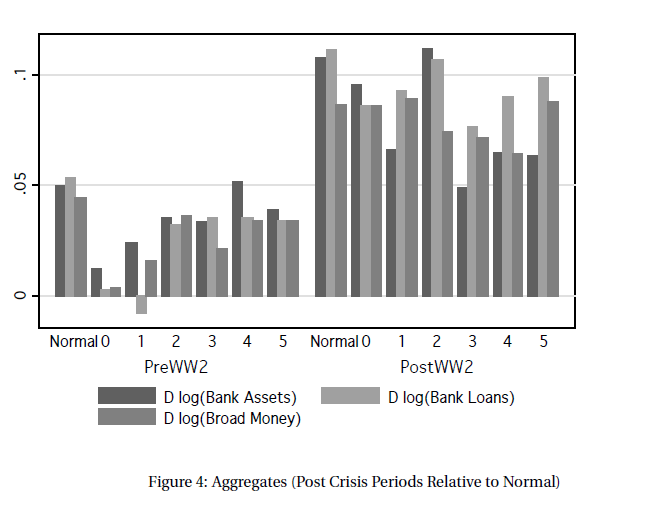 .1
.05
0
Normal 0 1 2 3 4 5 Normal 0 1 2 3 4 5
PreWW2 PostWW2
D log(Bank Assets) D log(Bank Loans)
D log(Broad Money)
Figure 4: Aggregates (Post Crisis Periods Relative to Normal)